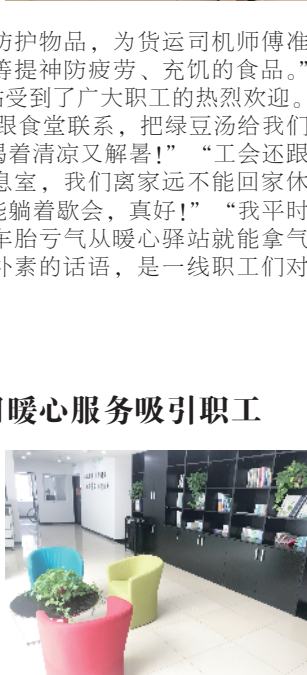 防护物品，为货运司机师傅准
等提神防疲劳、充饥的食品。”
站受到了广大职工的热烈欢迎。
跟食堂联系，把绿豆汤给我们
喝着清凉又解暑！”“工会还跟
息室，我们离家远不能回家休
能躺着歇会，真好！”“我平时
车胎亏气从暖心驿站就能拿气
朴素的话语，是一线职工们对
暖心服务吸引职工